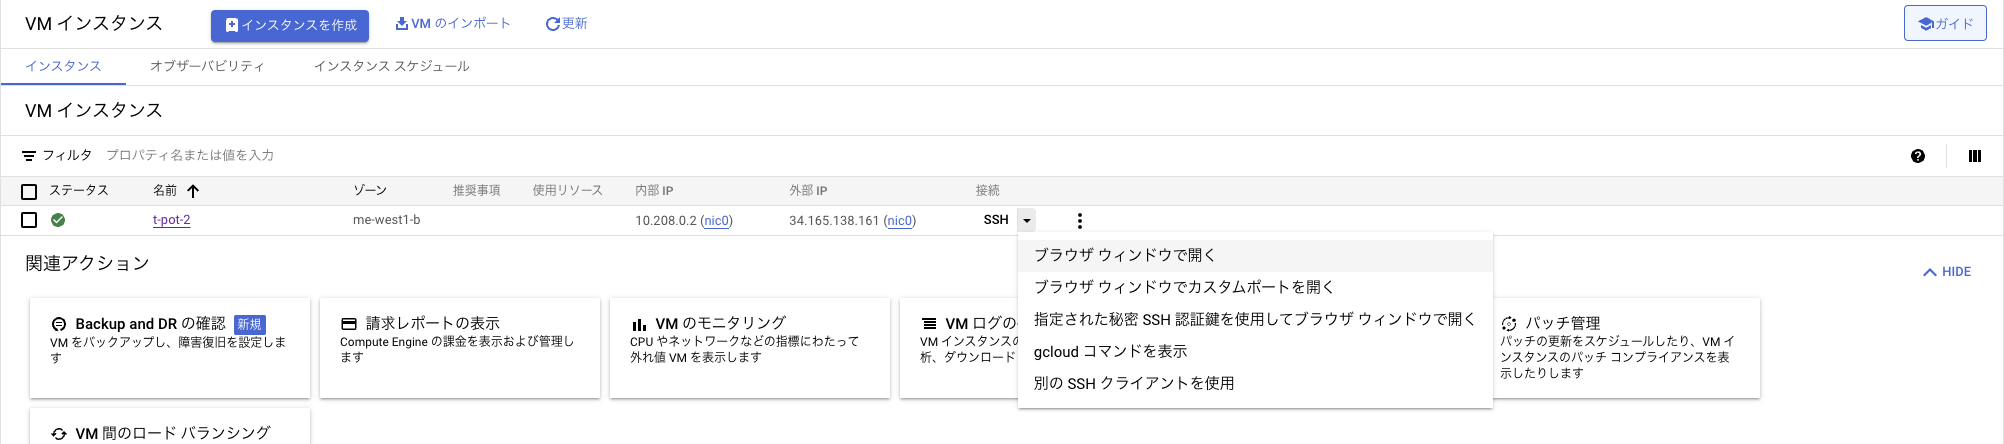 VM インスタンス インスタンスを作成 VM のインポート 更新 ガイド
インスタンス オブザーバビリティ インスタンス スケジュール
VM インスタンス
フィルタ プロパティ名または値を入力
ステータス 名前 ゾーン 推奨事項 使用リソース 内部 IP 外部 IP 接続
t-pot-2 me-west1-b 10.208.0.2 (nic0) 34.165.138.161 (nic0) SSH
ブラウザ ウィンドウで開く
ブラウザ ウィンドウでカスタムポートを開く
指定された秘密 SSH 認証鍵を使用してブラウザ ウィンドウで開く
gcloud コマンドを表示
別の SSH クライアントを使用
関連アクション
HIDE
Backup and DR の確認 新規
VM をバックアップし、障害復旧を設定しま
す
請求レポートの表示
Compute Engine の課金を表示および管理し
ます
VM のモニタリング
CPU やネットワークなどの指標にわたって
外れ値 VM を表示します
VM ログの
VM インスタンスの
析、ダウンロード
パッチ管理
パッチの更新をスケジュールしたり、VM イ
ンスタンスのパッチ コンプライアンスを表
示したりします
VM 間のロード バランシング